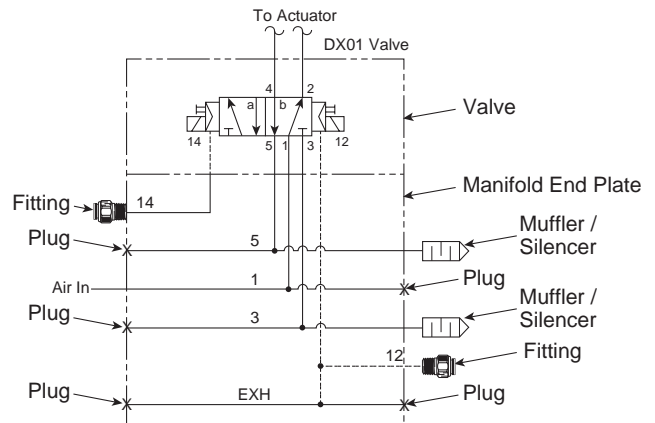 To Actuator
DX01 Valve
4
2
a
b
14
5
1
3
12
Valve
Manifold End Plate
Fitting
14
Plug
5
Muffler /
Silencer
Air In
1
Plug
Plug
3
Muffler /
Silencer
12
Fitting
Plug
EXH
Plug